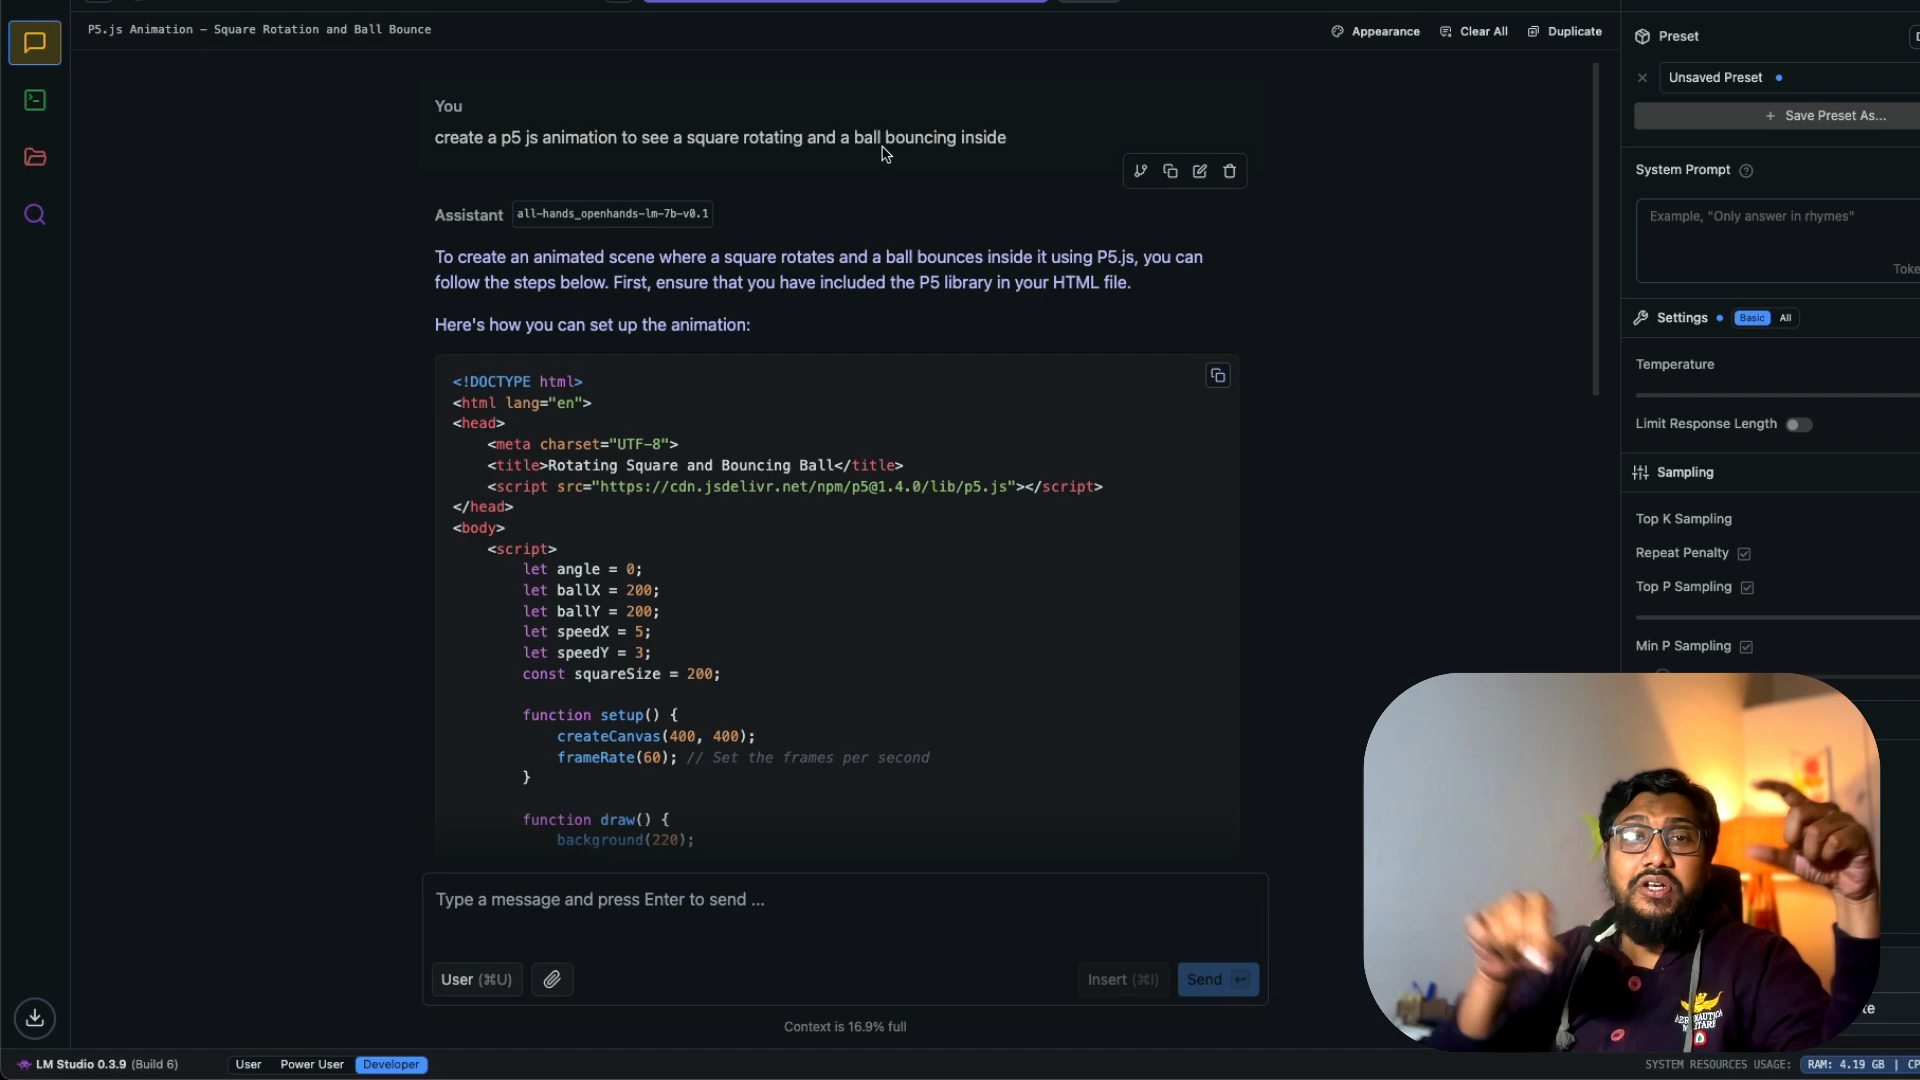 P5.js Animation – Square Rotation and Ball Bounce
Appearance
Clear All
Duplicate
You
create a p5 js animation to see a square rotating and a ball bouncing inside
Assistant
all-hands_openhands-lm-7b-v0.1
To create an animated scene where a square rotates and a ball bounces inside it using P5.js, you can
follow the steps below. First, ensure that you have included the P5 library in your HTML file.
Here's how you can set up the animation:
<!DOCTYPE html>
<html lang="en">
<head>
<meta charset="UTF-8">
<title>Rotating Square and Bouncing Ball</title>
<script src="https://cdn.jsdelivr.net/npm/p5@1.4.0/lib/p5.js"></script>
</head>
<body>
<script>
let angle = 0;
let ballX = 200;
let ballY = 200;
let speedX = 5;
let speedY = 3;
const squareSize = 200;
function setup() {
createCanvas(400, 400);
frameRate(60); // Set the frames per second
}
function draw() {
background(220);
Type a message and press Enter to send ...
User (⌘U)
Insert (⌘I)
Send
Context is 16.9% full
Preset
Unsaved Preset
+ Save Preset As...
System Prompt
Example, "Only answer in rhymes"
Toke
Settings
Basic
All
Temperature
Limit Response Length
Sampling
Top K Sampling
Repeat Penalty
Top P Sampling
Min P Sampling
AERONAUTICA
MILITARE
LM Studio 0.3.9 (Build 6)
User
Power User
Developer
SYSTEM RESOURCES USAGE:
RAM: 4.19 GB | CP